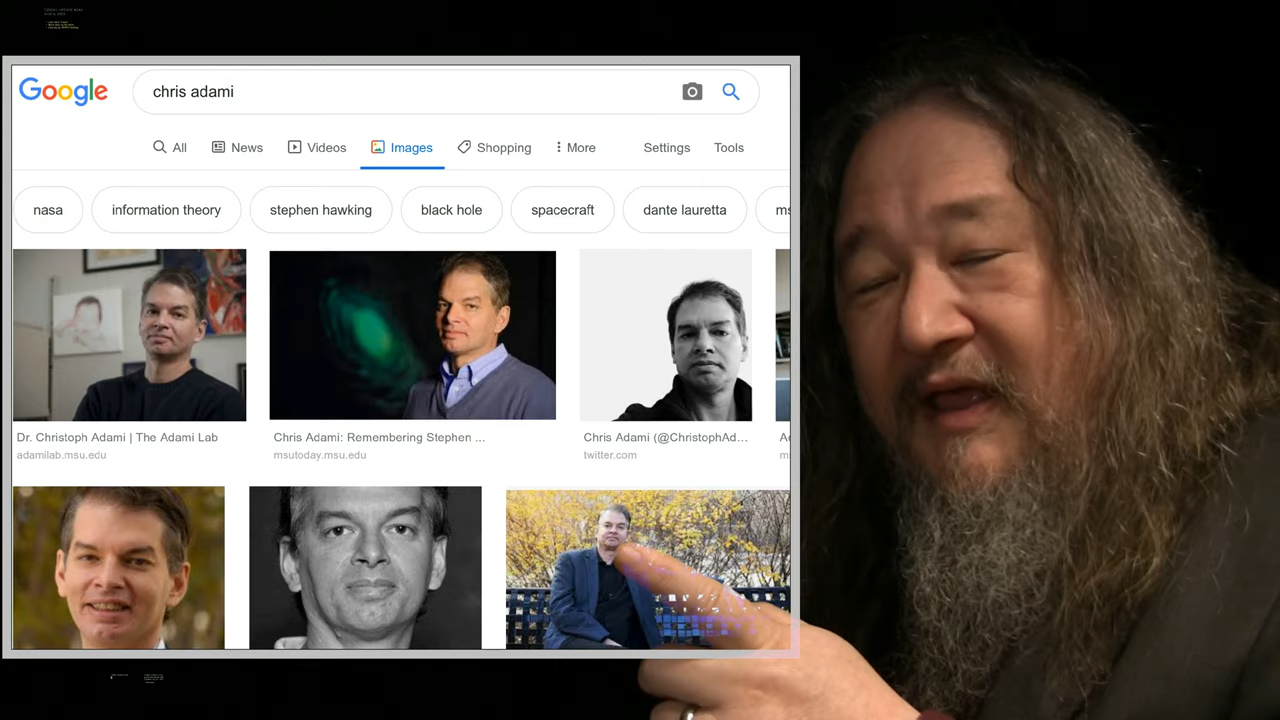 Google
chris adami
All News Videos Images Shopping More Settings Tools
nasa information theory stephen hawking black hole spacecraft dante lauretta ms
Dr. Christoph Adami | The Adami Lab
adamilab.msu.edu
Chris Adami: Remembering Stephen ...
msutoday.msu.edu
Chris Adami (@ChristophAd...
twitter.com